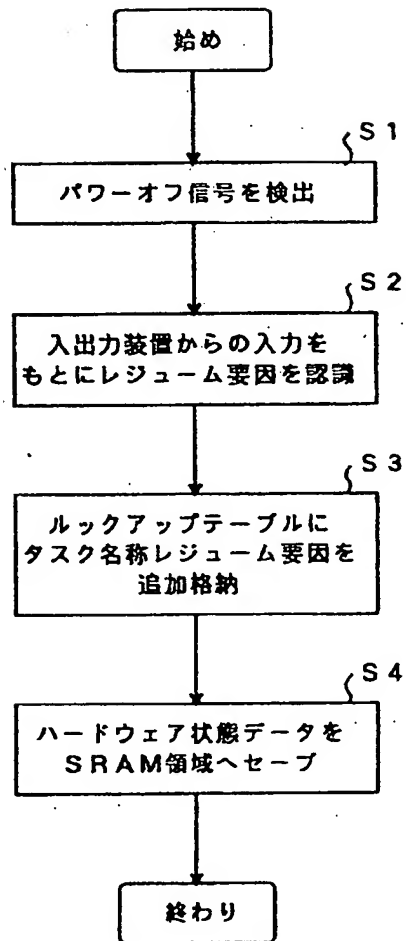 始め
S1
パワーオフ信号を検出
S2
入出力装置からの入力を
もとにレジューム要因を認識
S3
ルックアップテーブルに
タスク名称レジューム要因を
追加格納
S4
ハードウェア状態データを
SRAM領域へセーブ
終わり